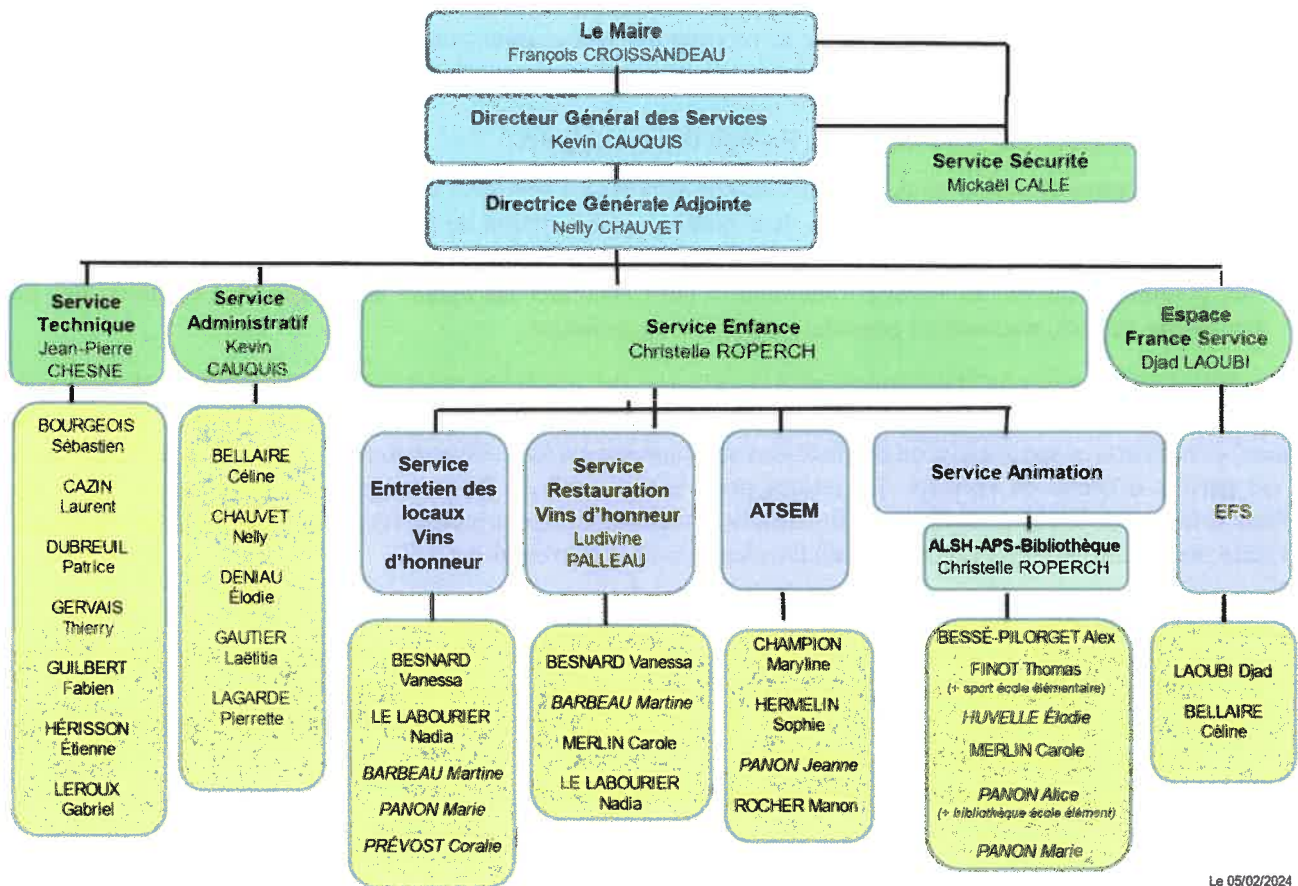 Le Maire
François CROISSANDEAU
Directeur Général des Services
Kevin CAUQUIS
Service Sécurité
Mickaël CALLE
Directrice Générale Adjointe
Nelly CHAUVET
Service
Technique
Jean-Pierre
CHESNE
Service
Administratif
Kevin
CAUQUIS
Service Enfance
Christelle ROPERCH
Espace
France Service
Djad LAOUBI
BOURGEOIS
Sébastien
CAZIN
Laurent
DUBREUIL
Patrice
GERVAIS
Thierry
GUILBERT
Fabien
HÉRISSON
Étienne
LEROUX
Gabriel
BELLAIRE
Céline
CHAUVET
Nelly
DENIAU
Élodie
GAUTIER
Laëtitia
LAGARDE
Pierrette
Service
Entretien des
locaux
Vins
d'honneur
BESNARD
Vanessa
LE LABOURIER
Nadia
BARBEAU Martine
PANON Marie
PRÉVOST Coralie
Service
Restauration
Vins d'honneur
Ludivine
PALLEAU
BESNARD Vanessa
BARBEAU Martine
MERLIN Carole
LE LABOURIER
Nadia
ATSEM
CHAMPION
Maryline
HERMELIN
Sophie
PANON Jeanne
ROCHER Manon
Service Animation
ALSH-APS-Bibliothèque
Christelle ROPERCH
BESSÉ-PILORGET Alex
FINOT Thomas
(+ sport école élémentaire)
HUVELLE Élodie
MERLIN Carole
PANON Alice
(+ bibliothèque école élément)
PANON Marie
EFS
LAOUBI Djad
BELLAIRE
Céline
Le 05/02/2024